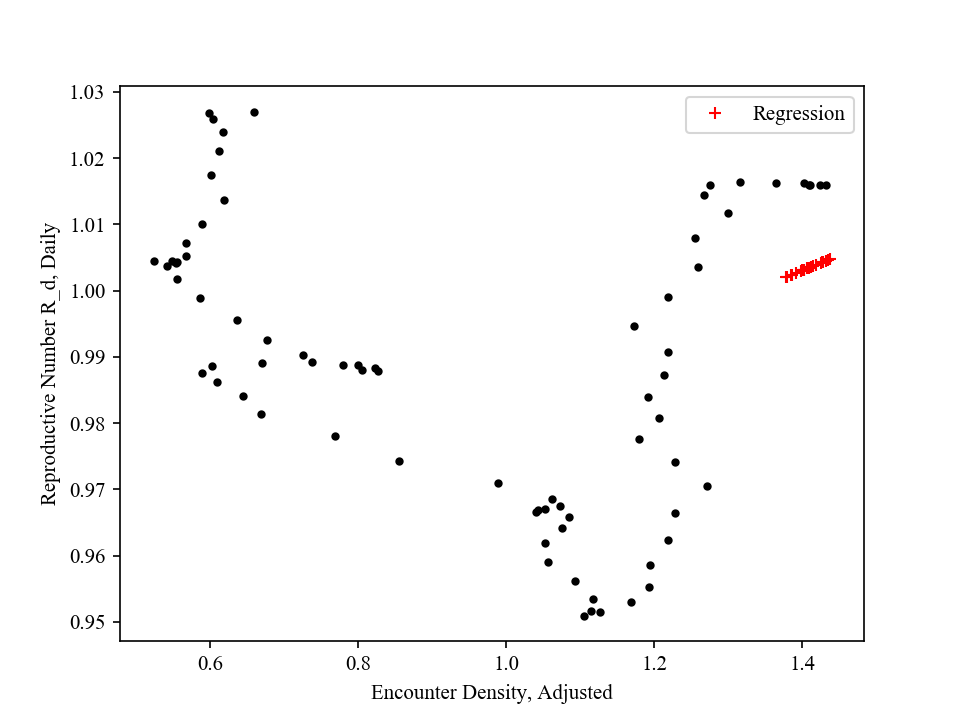 Regression
Reproductive Number R_d, Daily
1.03
1.02
1.01
1.00
0.99
0.98
0.97
0.96
0.95
0.6 0.8 1.0 1.2 1.4
Encounter Density, Adjusted